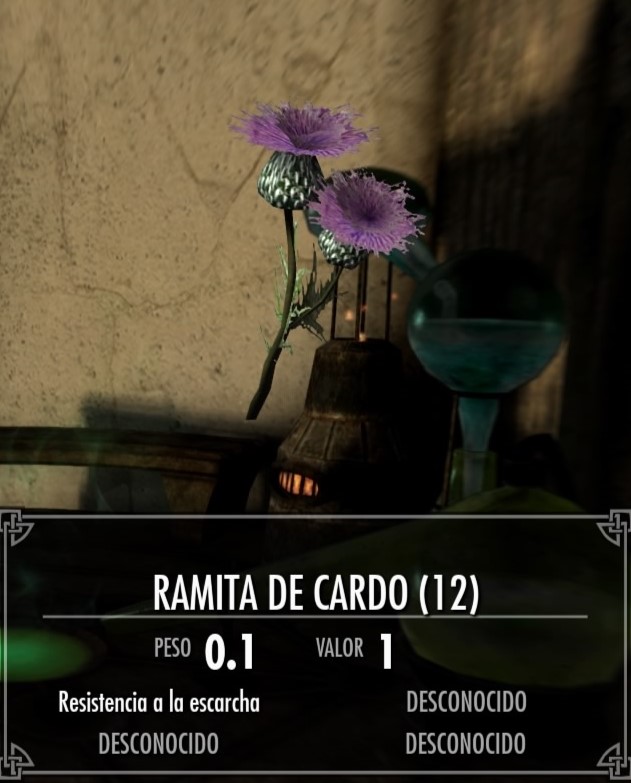 RAMITA DE CARDO (12)
PESO 0.1 VALOR 1
Resistencia a la escarcha DESCONOCIDO
DESCONOCIDO DESCONOCIDO